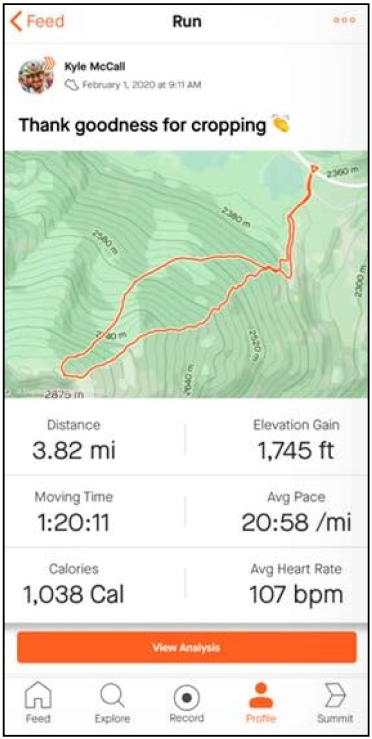 Feed
Run
Kyle McCall
February 1, 2020 at 9:11 AM
Thank goodness for cropping 👏
2360 m
2380 m
2580 m
2300 m
2520 m
2640 m
2875 m
Distance
3.82 mi
Elevation Gain
1,745 ft
Moving Time
1:20:11
Avg Pace
20:58 /mi
Calories
1,038 Cal
Avg Heart Rate
107 bpm
View Analysis
Feed
Explore
Record
Profile
Summit